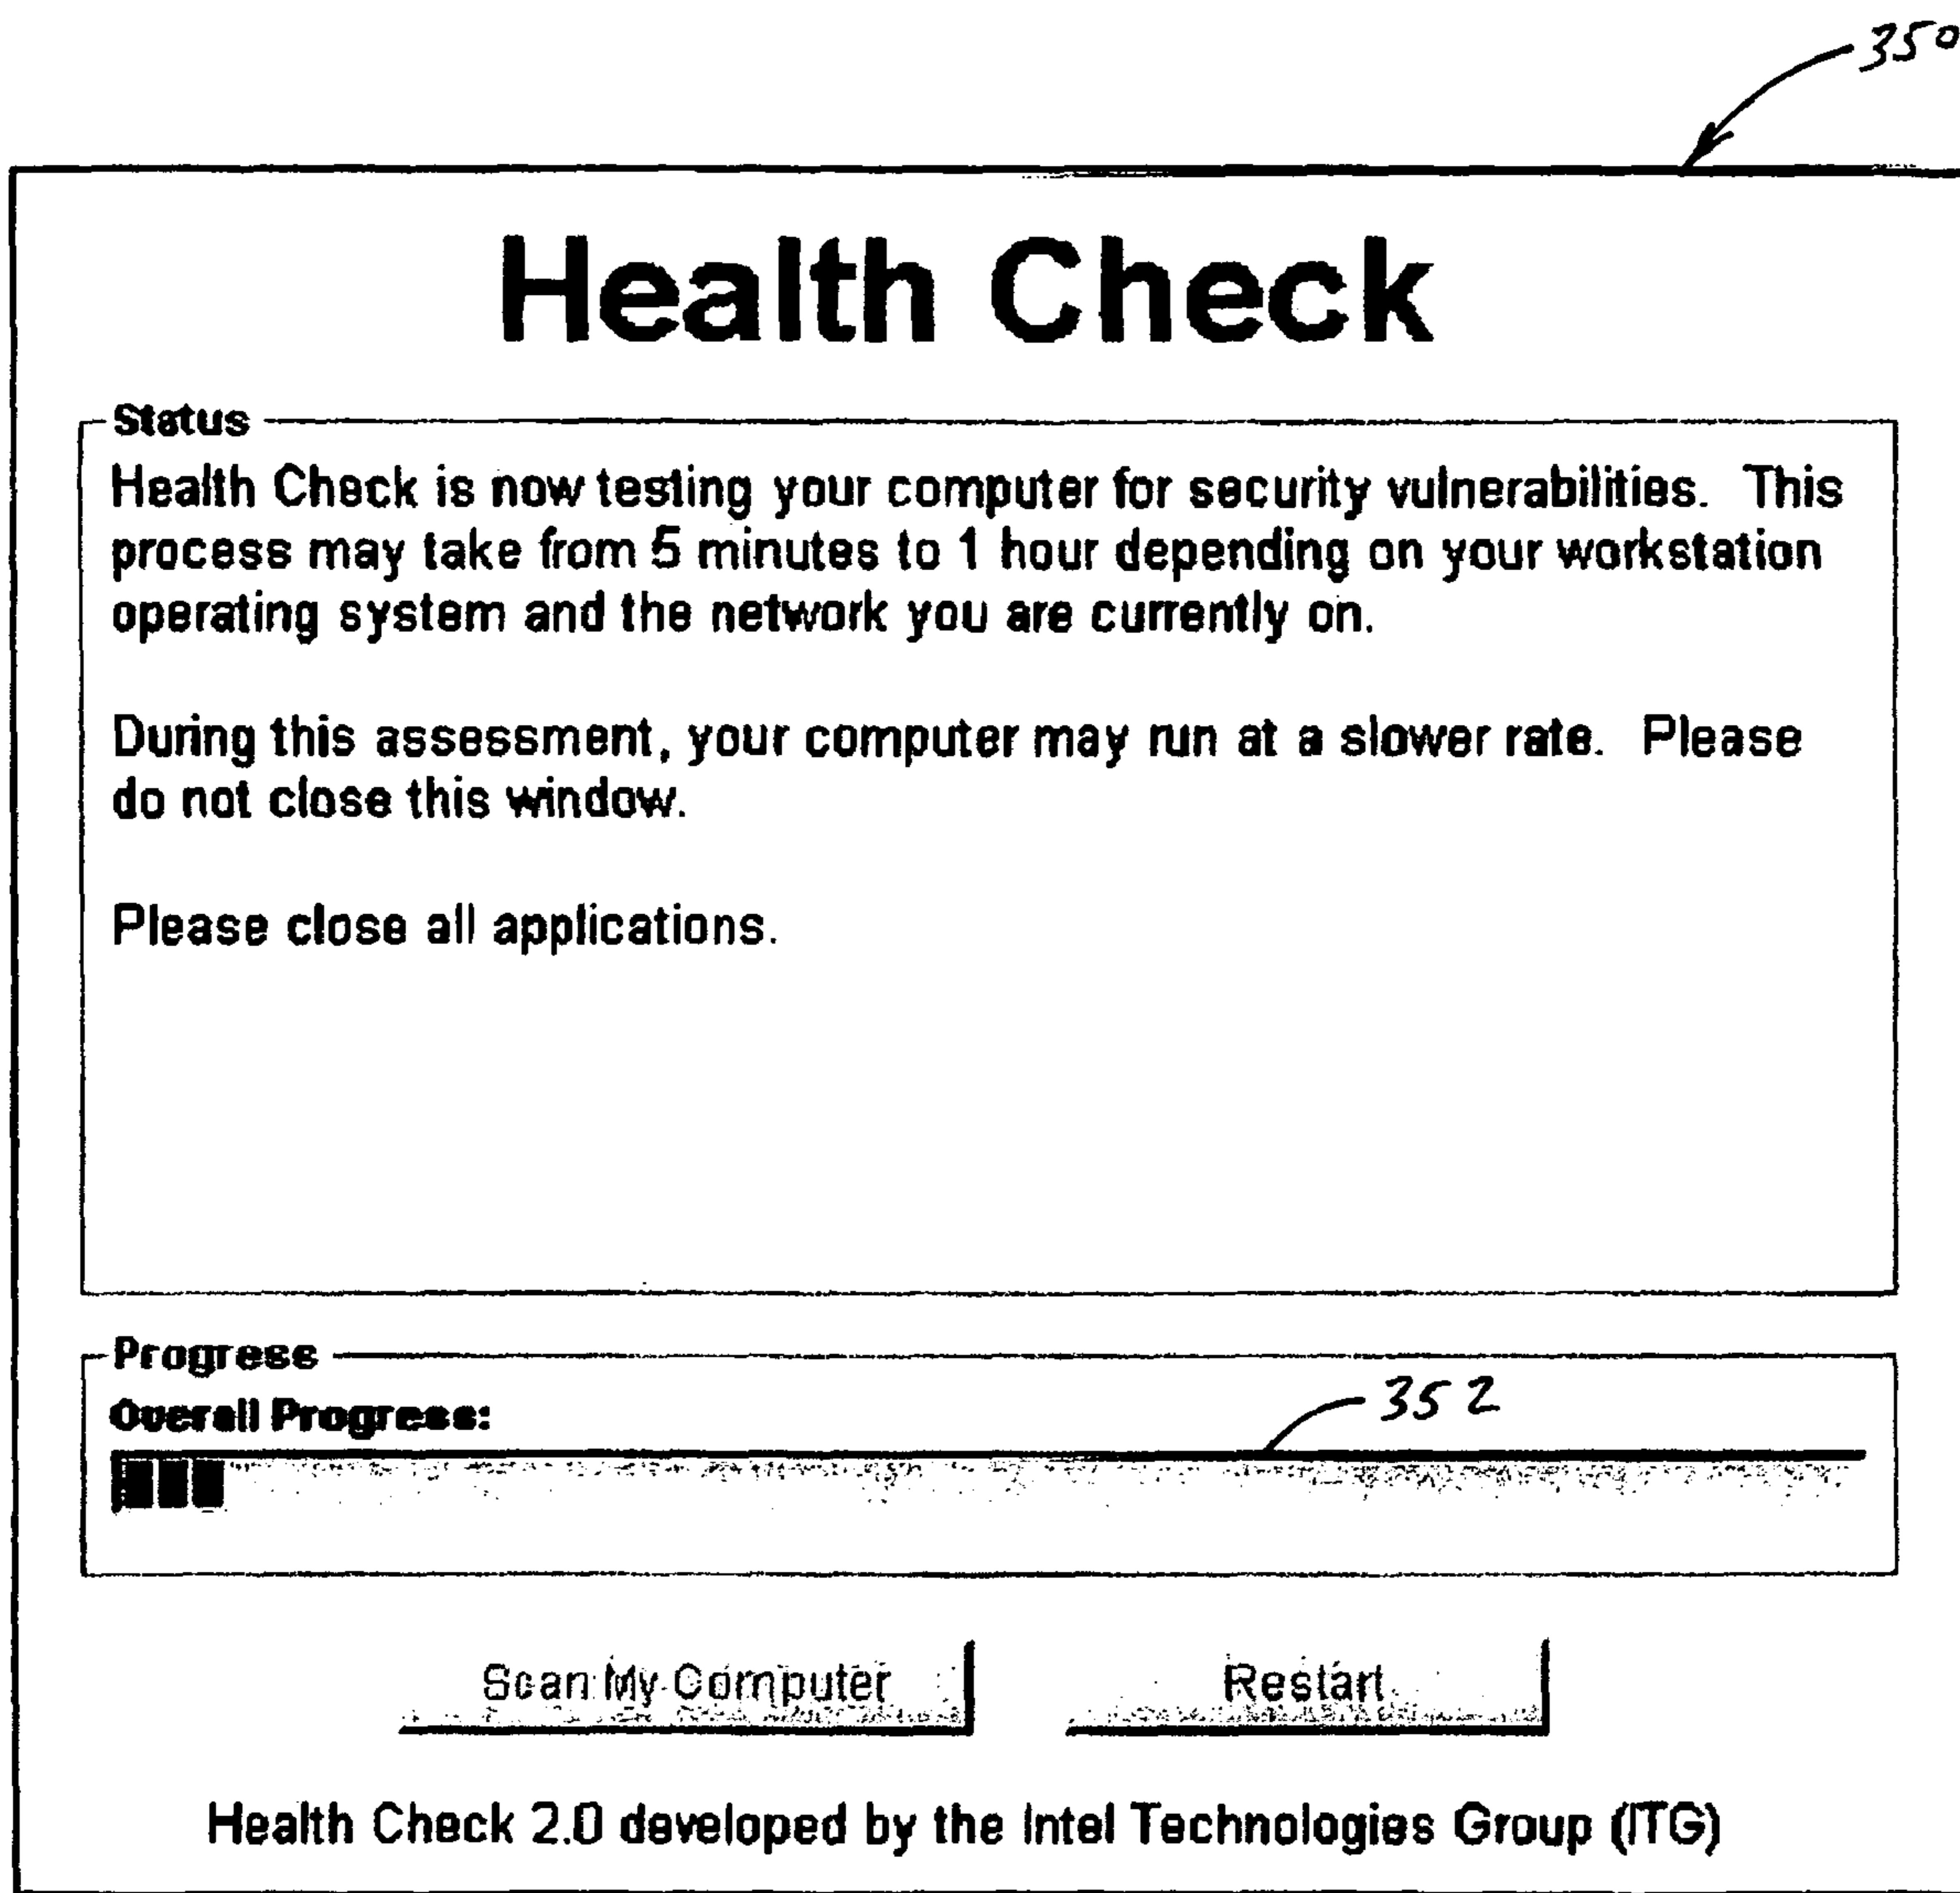 350
Health Check
Status
Health Check is now testing your computer for security vulnerabilities. This
process may take from 5 minutes to 1 hour depending on your workstation
operating system and the network you are currently on.
During this assessment, your computer may run at a slower rate. Please
do not close this window.
Please close all applications.
Progress
Overall Progress:
352
Scan My Computer
Restart
Health Check 2.0 developed by the Intel Technologies Group (ITG)